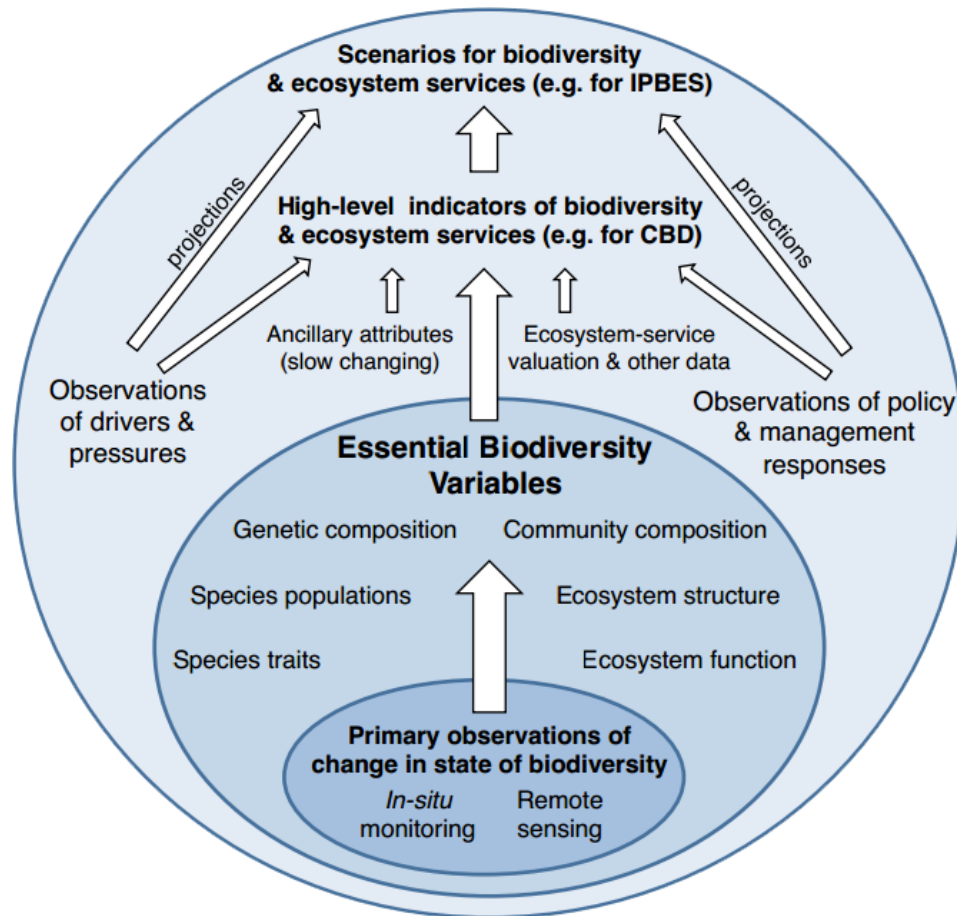 Scenarios for biodiversity
& ecosystem services (e.g. for IPBES)
projections
projections
High-level indicators of biodiversity
& ecosystem services (e.g. for CBD)
Ancillary attributes
(slow changing)
Ecosystem-service
valuation & other data
Observations
of drivers &
pressures
Observations of policy
& management
responses
Essential Biodiversity
Variables
Genetic composition
Community composition
Species populations
Ecosystem structure
Species traits
Ecosystem function
Primary observations of
change in state of biodiversity
In-situ
monitoring
Remote
sensing